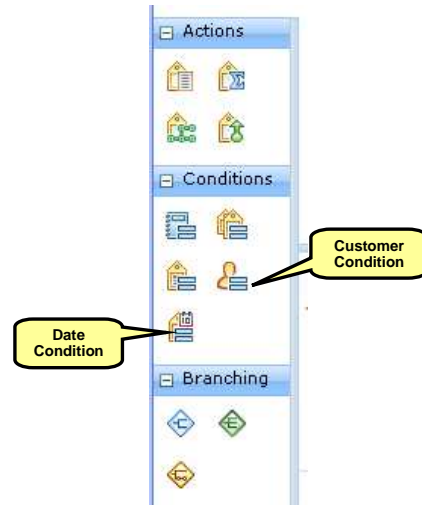 Actions
Conditions
Customer
Condition
Date
Condition
Branching